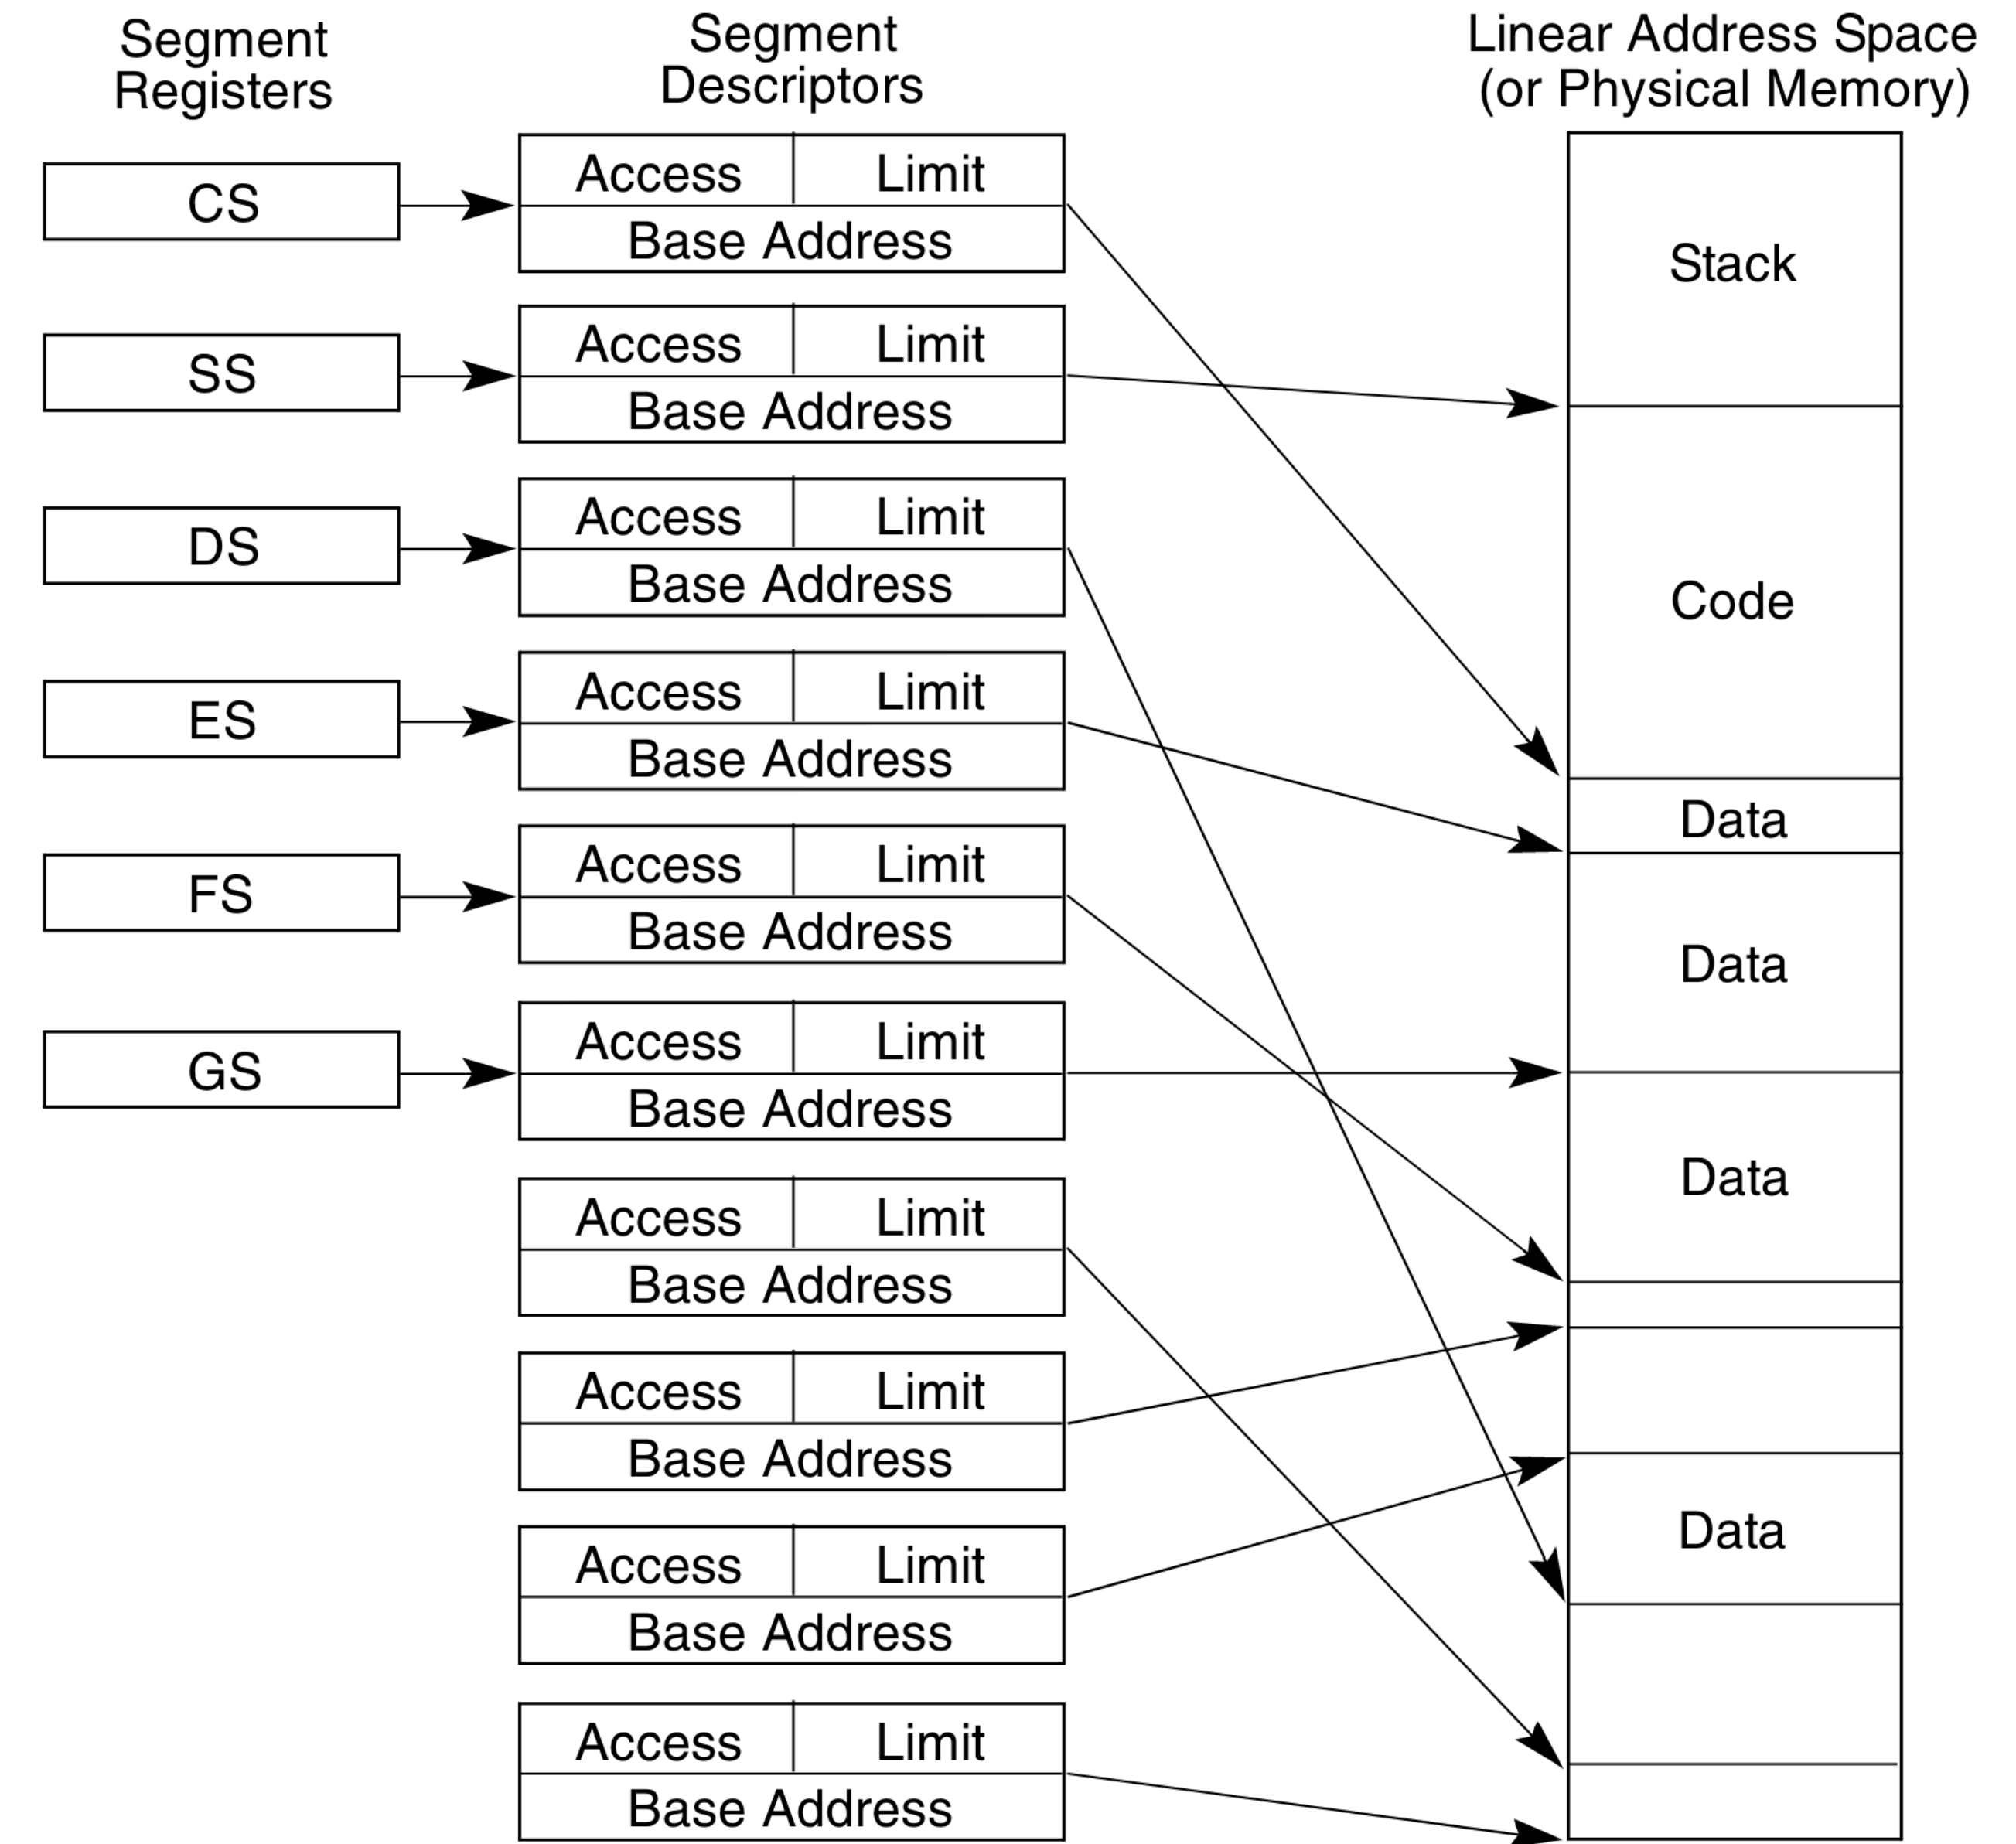 Segment
Registers
Segment
Descriptors
Linear Address Space
(or Physical Memory)
CS
Access Limit
Base Address
Stack
SS
Access Limit
Base Address
DS
Access Limit
Base Address
Code
ES
Access Limit
Base Address
Data
FS
Access Limit
Base Address
Data
GS
Access Limit
Base Address
Data
Access Limit
Base Address
Access Limit
Base Address
Data
Access Limit
Base Address
Access Limit
Base Address